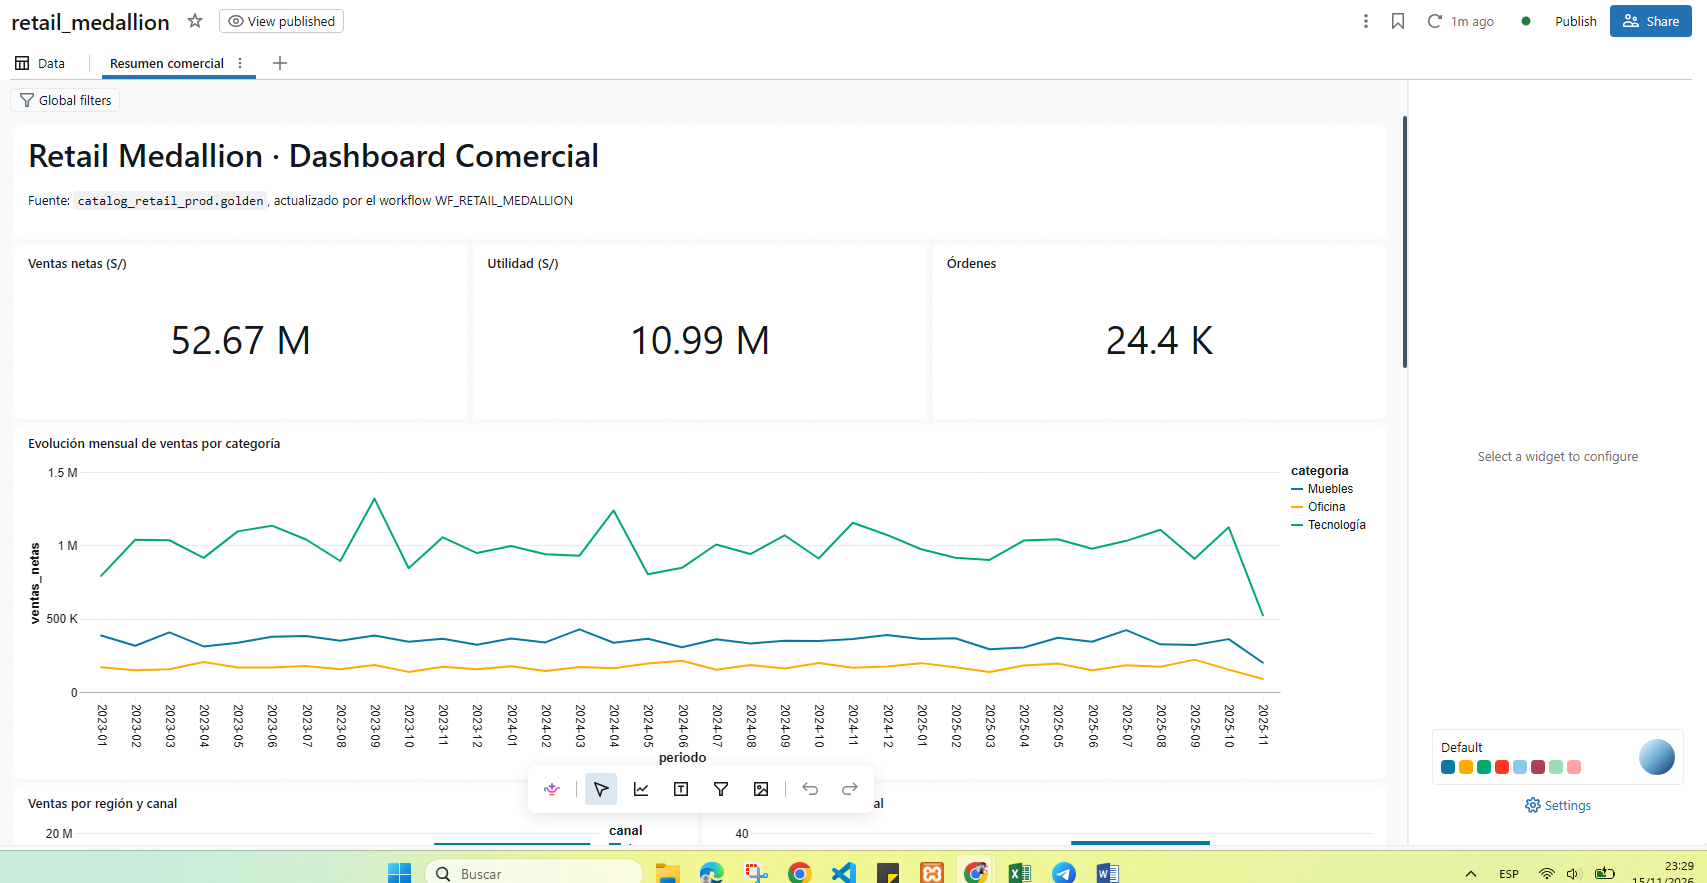 retail_medallion
View published
1m ago
Publish
Share
Data
Resumen comercial
Global filters
Retail Medallion · Dashboard Comercial
Fuente: catalog_retail_prod.golden, actualizado por el workflow WF_RETAIL_MEDALLION
Ventas netas (S/)
52.67 M
Utilidad (S/)
10.99 M
Órdenes
24.4 K
Evolución mensual de ventas por categoría
1.5 M
1 M
500 K
0
ventas_netas
2023-01
2023-02
2023-03
2023-04
2023-05
2023-06
2023-07
2023-08
2023-09
2023-10
2023-11
2023-12
2024-01
2024-02
2024-03
2024-04
2024-05
2024-06
2024-07
2024-08
2024-09
2024-10
2024-11
2024-12
2025-01
2025-02
2025-03
2025-04
2025-05
2025-06
2025-07
2025-08
2025-09
2025-10
2025-11
periodo
categoria
Muebles
Oficina
Tecnología
Select a widget to configure
Default
Settings
Ventas por región y canal
20 M
canal
al
40
Buscar
ESP
23:29
15/11/2026